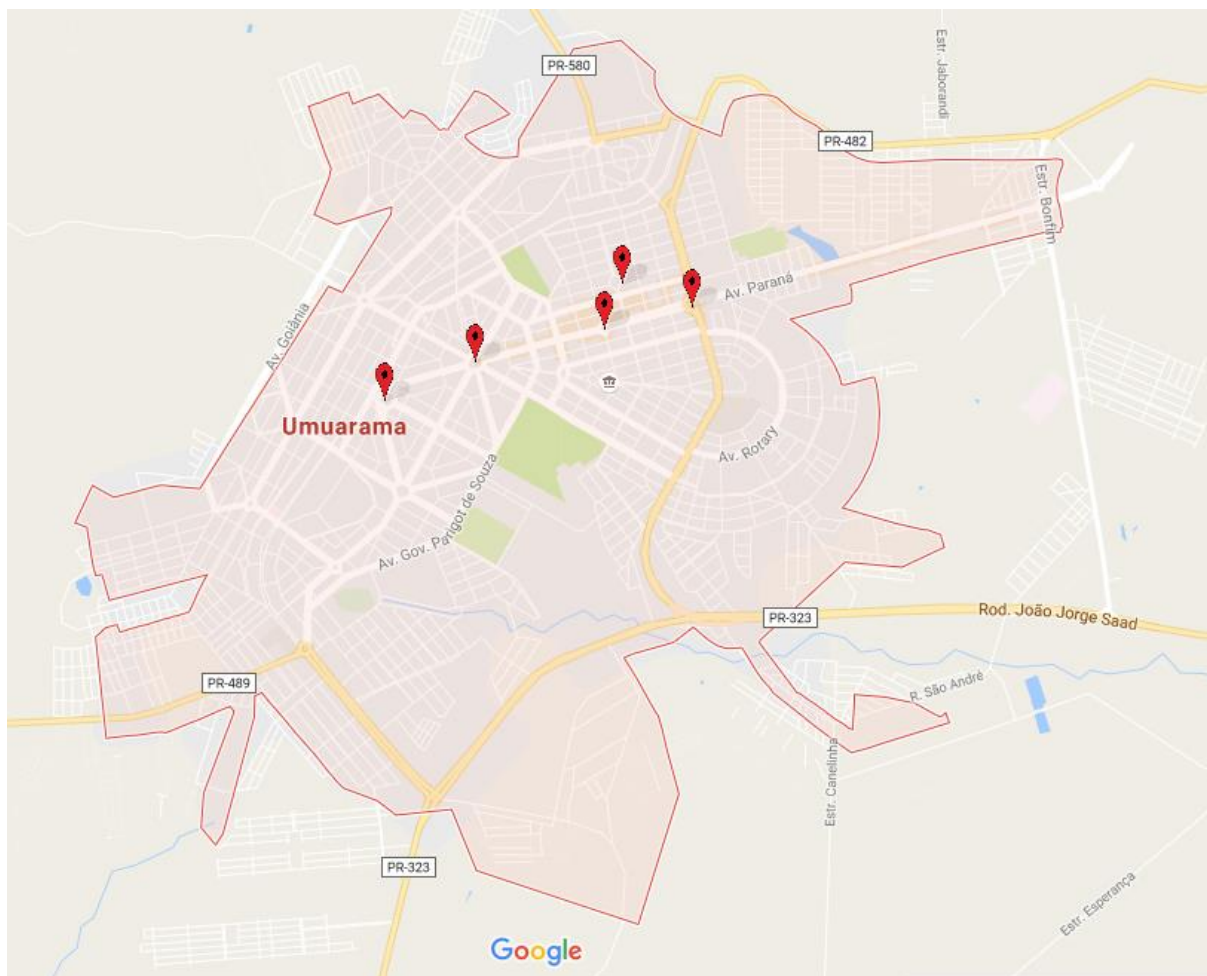 PR-580
Estr. Jaborandi
PR-482
Estr. Bonfim
Av. Goiânia
Av. Paraná
Umuarama
Av. Rotary
Av. Gov. Parigot de Souza
PR-323
Rod. João Jorge Saad
PR-489
R. São André
Estr. Canelinha
PR-323
Estr. Esperança
Google